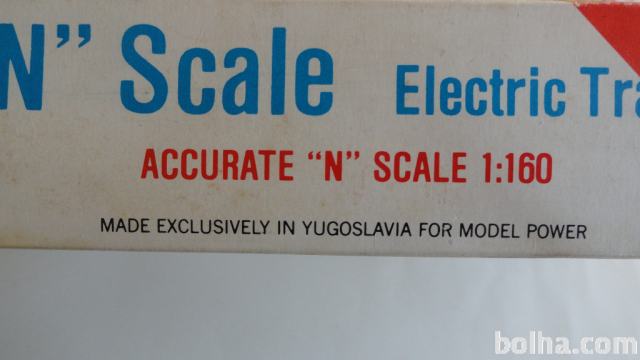 N" Scale Electric Tra
ACCURATE "N" SCALE 1:160
MADE EXCLUSIVELY IN YUGOSLAVIA FOR MODEL POWER
bolha.com